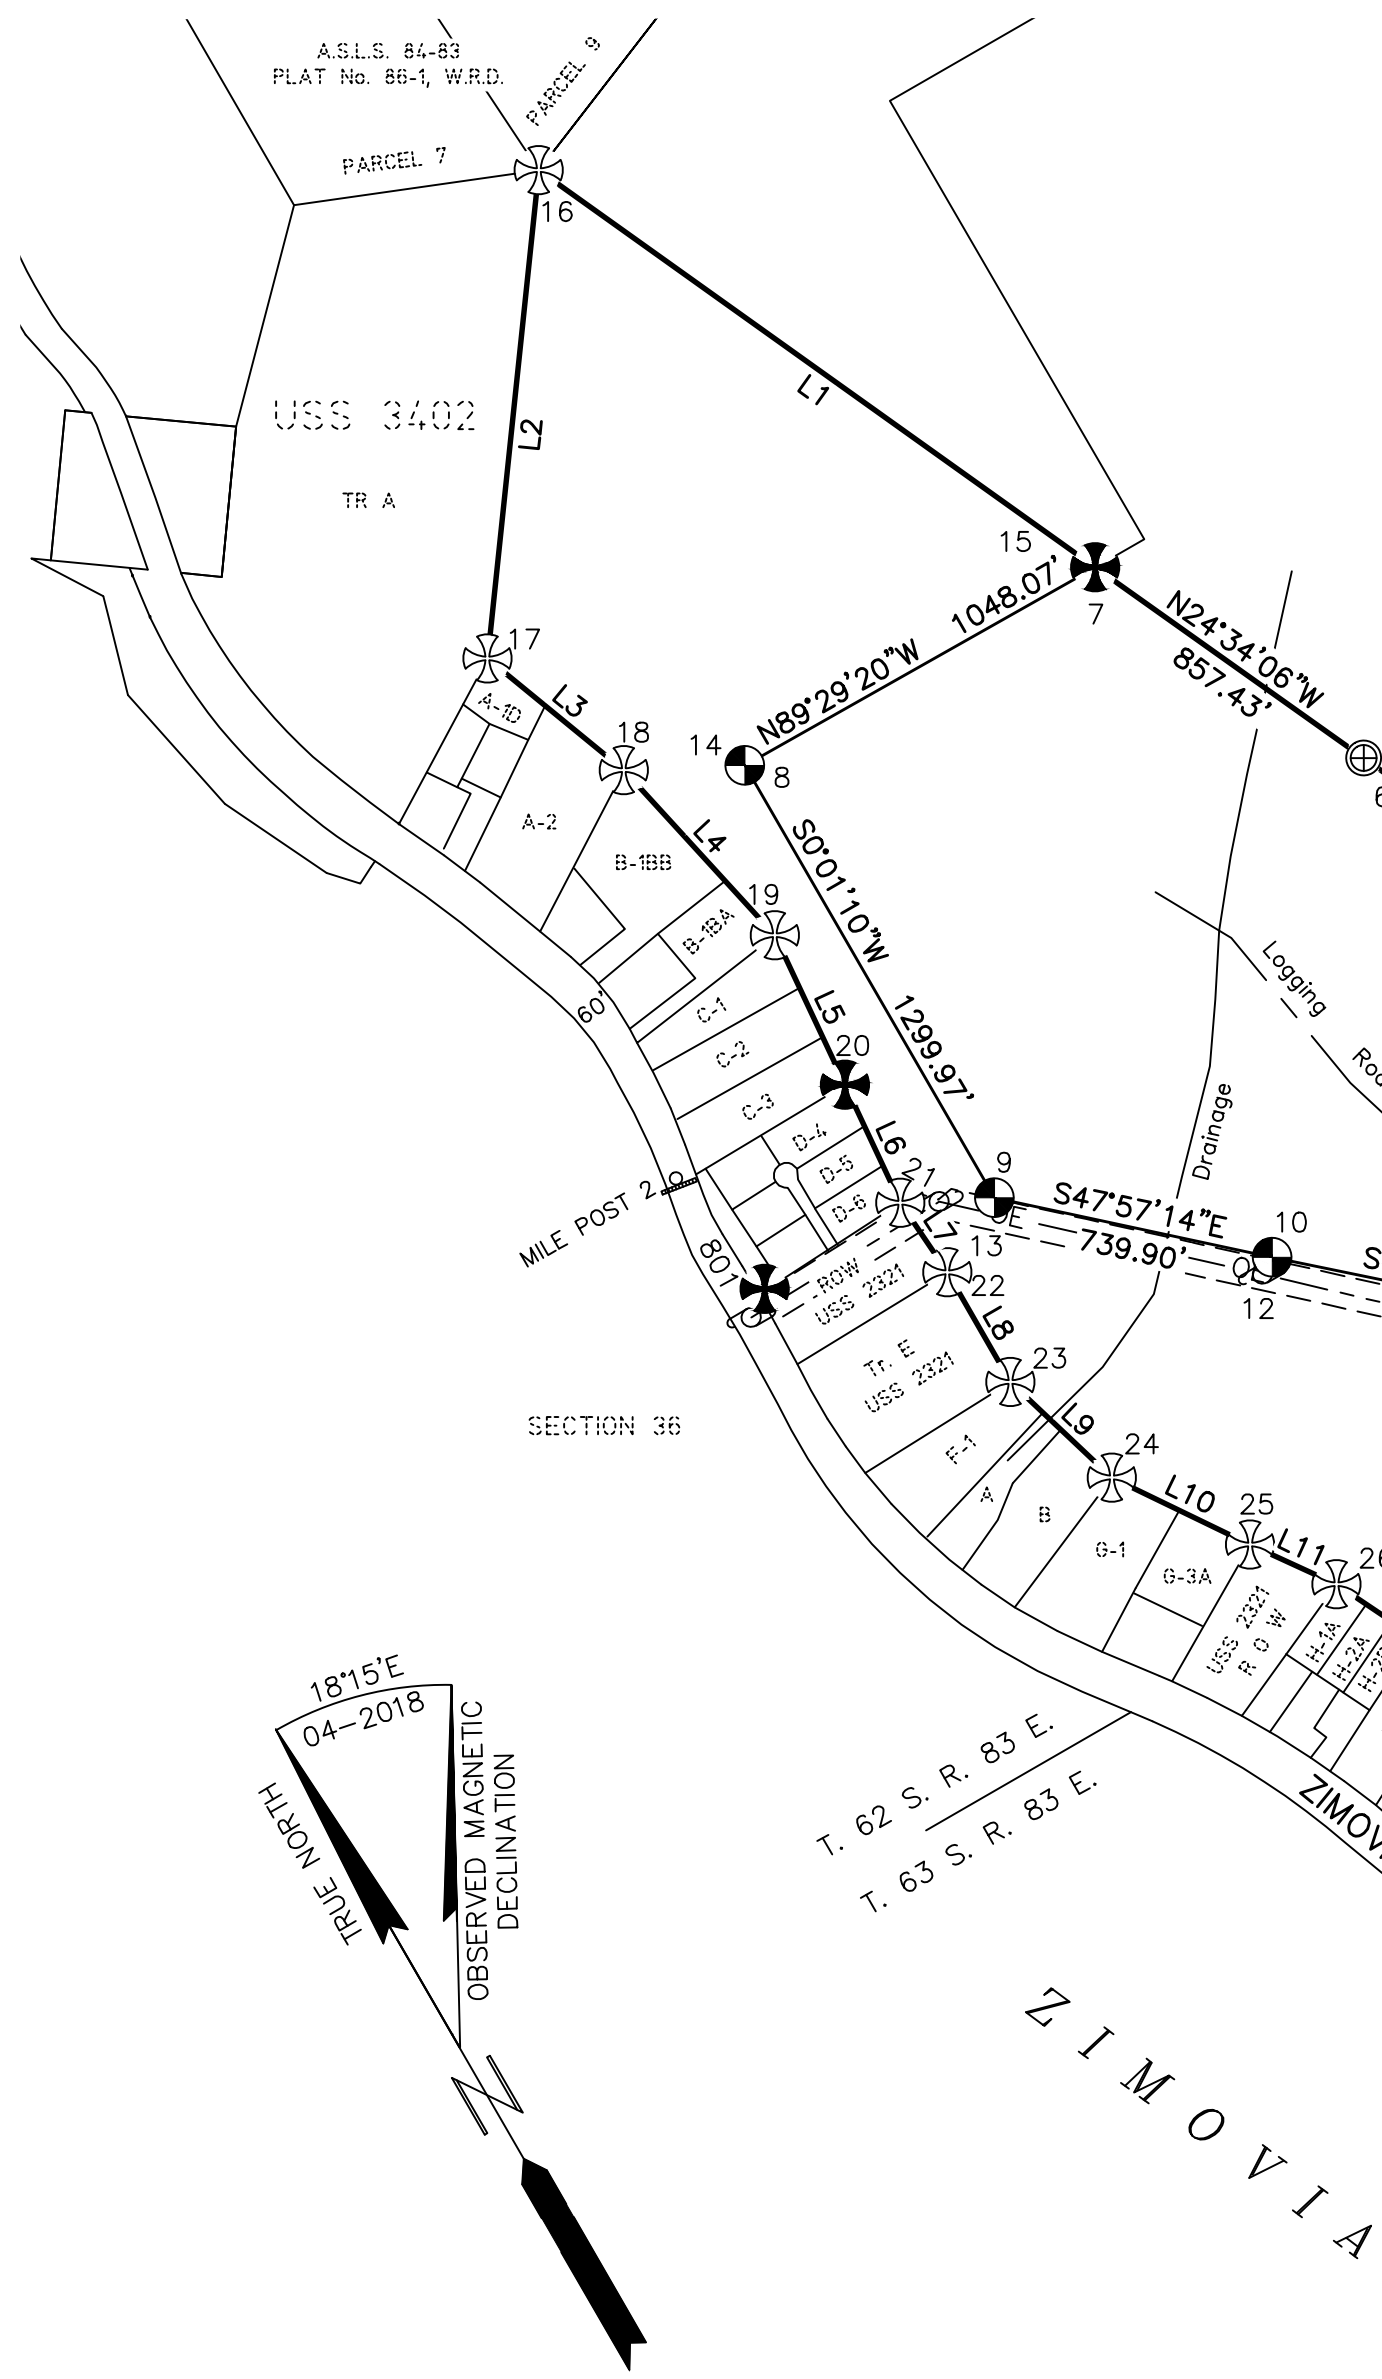 A.S.L.S. 84-83
PLAT No. 86-1, W.R.D.
PARCEL 9
PARCEL 7
16
L1
USS 3402
L2
TR A
15
7
N24°34'06"W
857.43'
1048.07'
N89°29'20"W
17
L3
A-1D
18
14
8
6
A-2
L4
B-1BB
S0°01'10"W
1299.97'
19
B-1BA
Logging
60'
C-1
L5
C-2
20
C-3
Drainage
D-4
L6
D-5
21
D-6
9
MILE POST 2
801
S47°57'14"E
739.90'
L7
13
10
12
ROW
USS 2321
22
L8
Tr. E
USS 2321
23
SECTION 36
L9
F-1
24
A
B
L10
25
G-1
L11
G-3A
USS 2321
R O W
H-1A
H-2A
18°15'E
04-2018
TRUE NORTH
OBSERVED MAGNETIC
DECLINATION
T. 62 S. R. 83 E.
T. 63 S. R. 83 E.
N
ZIMOVIA